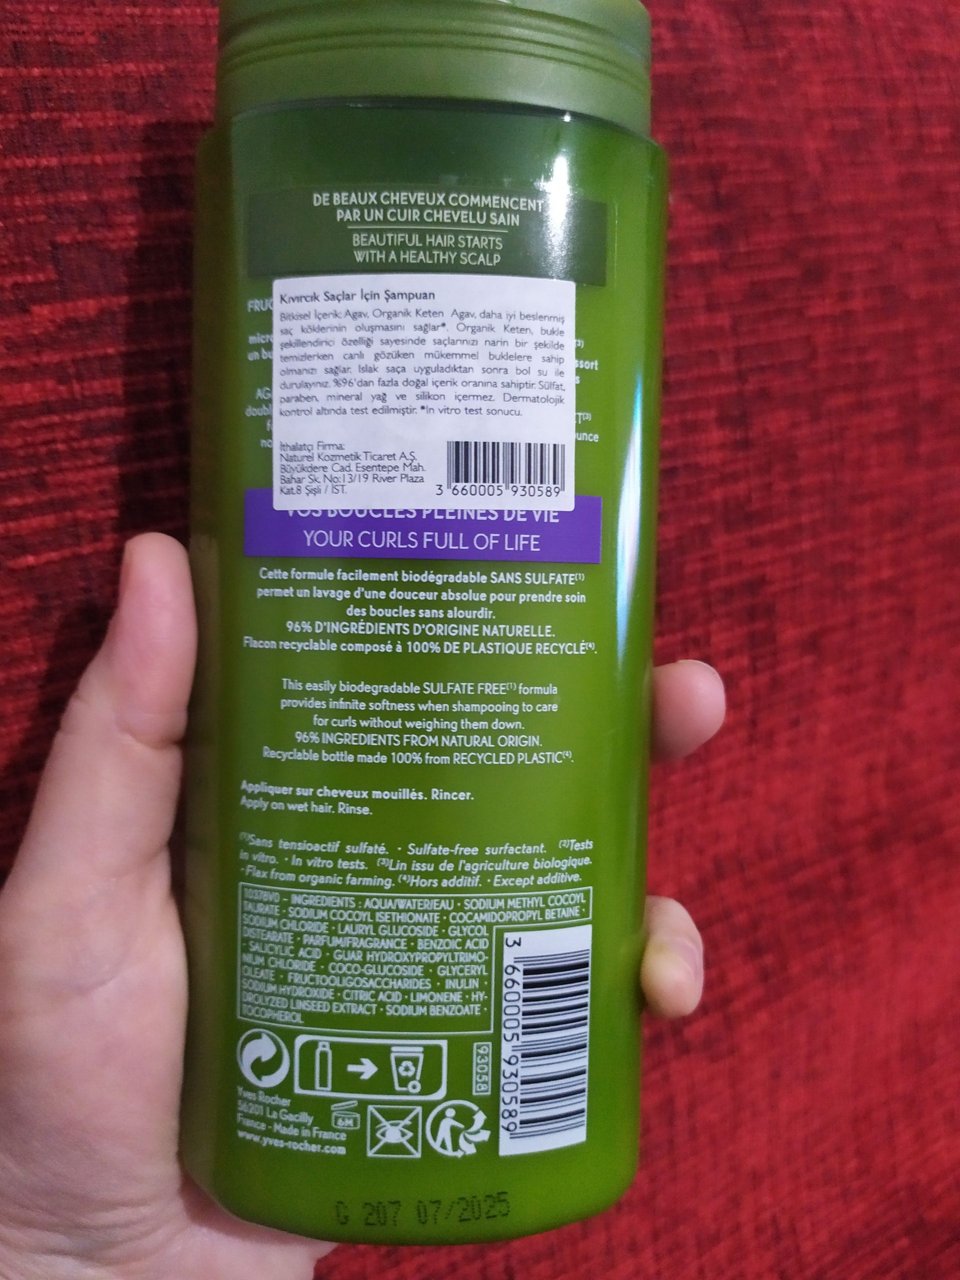 DE BEAUX CHEVEUX COMMENCENT
PAR UN CUIR CHEVELU SAIN
BEAUTIFUL HAIR STARTS
WITH A HEALTHY SCALP
Kıvırcık Saçlar İçin Şampuan
Bitkisel İçerik: Agav, Organik Keten Agav, daha iyi beslenmiş
saç köklerinin oluşmasını sağlar*. Organik Keten, bukle
şekillendirici özelliği sayesinde saçlarınızı narin bir şekilde
temizlerken canlı gözüken mükemmel buklelere sahip
olmanızı sağlar. Islak saça uyguladıktan sonra bol su ile
durulayınız. %96'dan fazla doğal içerik oranına sahiptir. Sülfat,
paraben, mineral yağ ve silikon içermez. Dermatolojik
kontrol altında test edilmiştir. *In vitro test sonucu.
İthalatçı Firma:
Naturel Kozmetik Ticaret A.Ş.
Büyükdere Cad. Esentepe Mah.
Bahar Sk. No:13/19 River Plaza
Kat.8 Şişli / İST.
3 660005 930589
VOS BOUCLES PLEINES DE VIE
YOUR CURLS FULL OF LIFE
Cette formule facilement biodégradable SANS SULFATE(1)
permet un lavage d'une douceur absolue pour prendre soin
des boucles sans alourdir.
96% D'INGRÉDIENTS D'ORIGINE NATURELLE.
Flacon recyclable composé à 100% DE PLASTIQUE RECYCLÉ(4).
This easily biodegradable SULFATE FREE(1) formula
provides infinite softness when shampooing to care
for curls without weighing them down.
96% INGREDIENTS FROM NATURAL ORIGIN.
Recyclable bottle made 100% from RECYCLED PLASTIC(4).
Appliquer sur cheveux mouillés. Rincer.
Apply on wet hair. Rinse.
(1)Sans tensioactif sulfaté. • Sulfate-free surfactant. (2)Tests
in vitro. • In vitro tests. (3)Lin issu de l'agriculture biologique.
• Flax from organic farming. (4)Hors additif. • Except additive.
10378V0 - INGREDIENTS : AQUA/WATER/EAU • SODIUM METHYL COCOYL
TAURATE • SODIUM COCOYL ISETHIONATE • COCAMIDOPROPYL BETAINE •
SODIUM CHLORIDE • LAURYL GLUCOSIDE • GLYCOL
DISTEARATE • PARFUM/FRAGRANCE • BENZOIC ACID
• SALICYLIC ACID • GUAR HYDROXYPROPYLTRIMO-
NIUM CHLORIDE • COCO-GLUCOSIDE • GLYCERYL
OLEATE • FRUCTOOLIGOSACCHARIDES • INULIN •
SODIUM HYDROXIDE • CITRIC ACID • LIMONENE • HY-
DROLYZED LINSEED EXTRACT • SODIUM BENZOATE •
TOCOPHEROL
3 660005 930589
93058
Yves Rocher
56201 La Gacilly
France - Made in France
www.yves-rocher.com
6M
G 207 07/2025